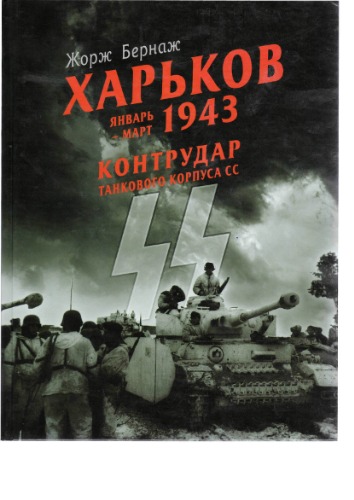 Жорж Бернаж
ХАРЬКОВ
ЯНВАРЬ
- МАРТ 1943
КОНТРУДАР
ТАНКОВОГО КОРПУСА СС